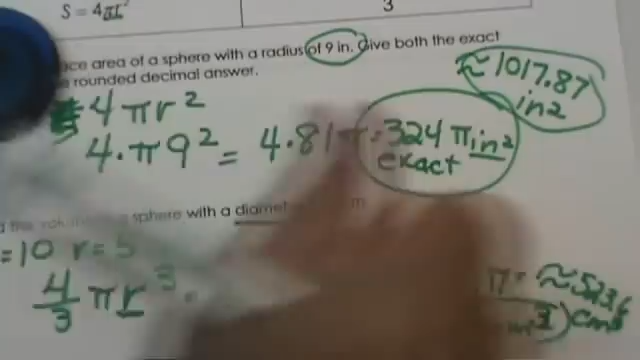 S = 4πr²
3
ace area of a sphere with a radius of 9 in. Give both the exact
rounded decimal answer.
≈ 1017.87
in2
4πr²
4·π9² = 4·81π = 324π in²
exact
the volume sphere with a diamet m
=10 r=5
4/3 πr³ =
≈523.6
cm³